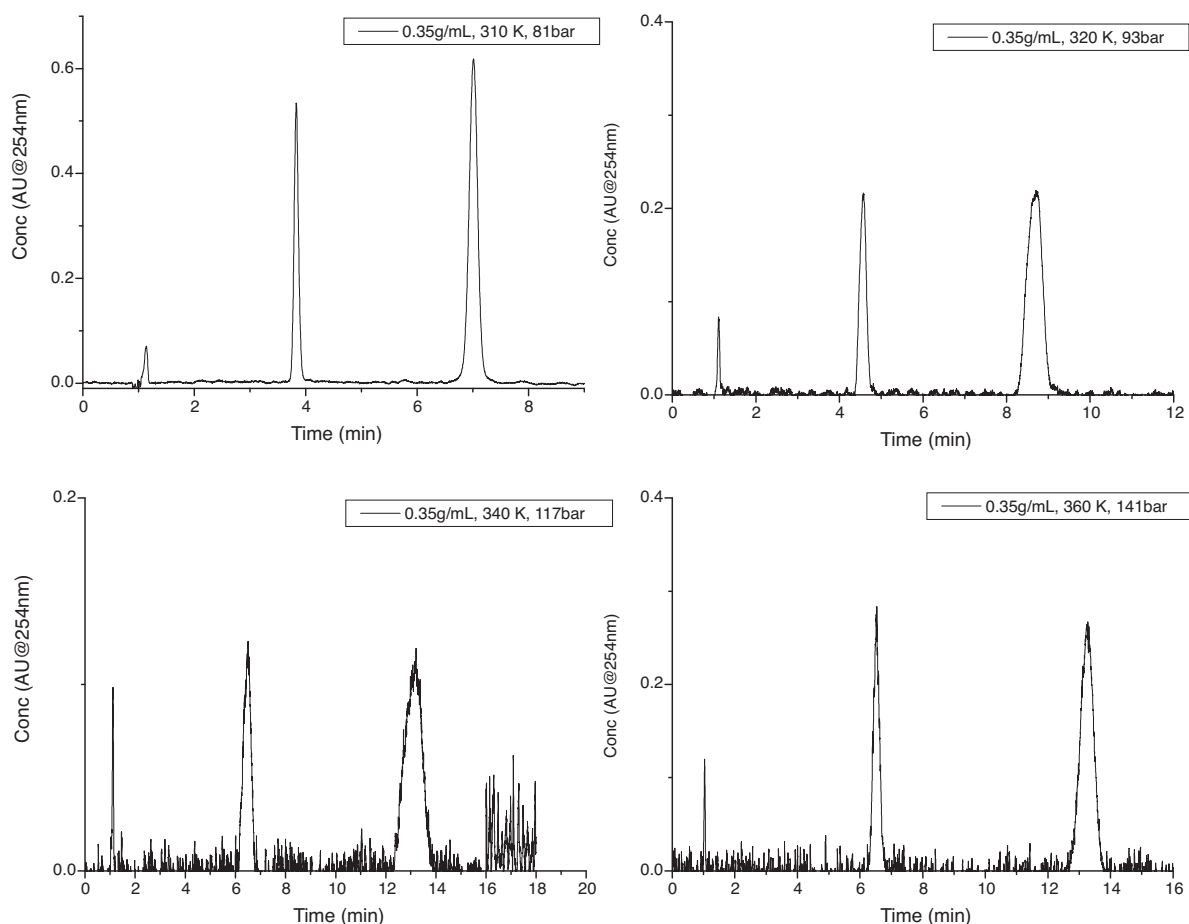 0.35g/mL, 310 K, 81bar
0.6
0.4
0.2
0.0
Conc (AU@254nm)
0 2 4 6 8
Time (min)
0.35g/mL, 320 K, 93bar
0.4
0.2
0.0
Conc (AU@254nm)
0 2 4 6 8 10 12
Time (min)
0.35g/mL, 340 K, 117bar
0.2
0.0
Conc (AU@254nm)
0 2 4 6 8 10 12 14 16 18 20
Time (min)
0.35g/mL, 360 K, 141bar
0.4
0.2
0.0
Conc (AU@254nm)
0 2 4 6 8 10 12 14 16
Time (min)